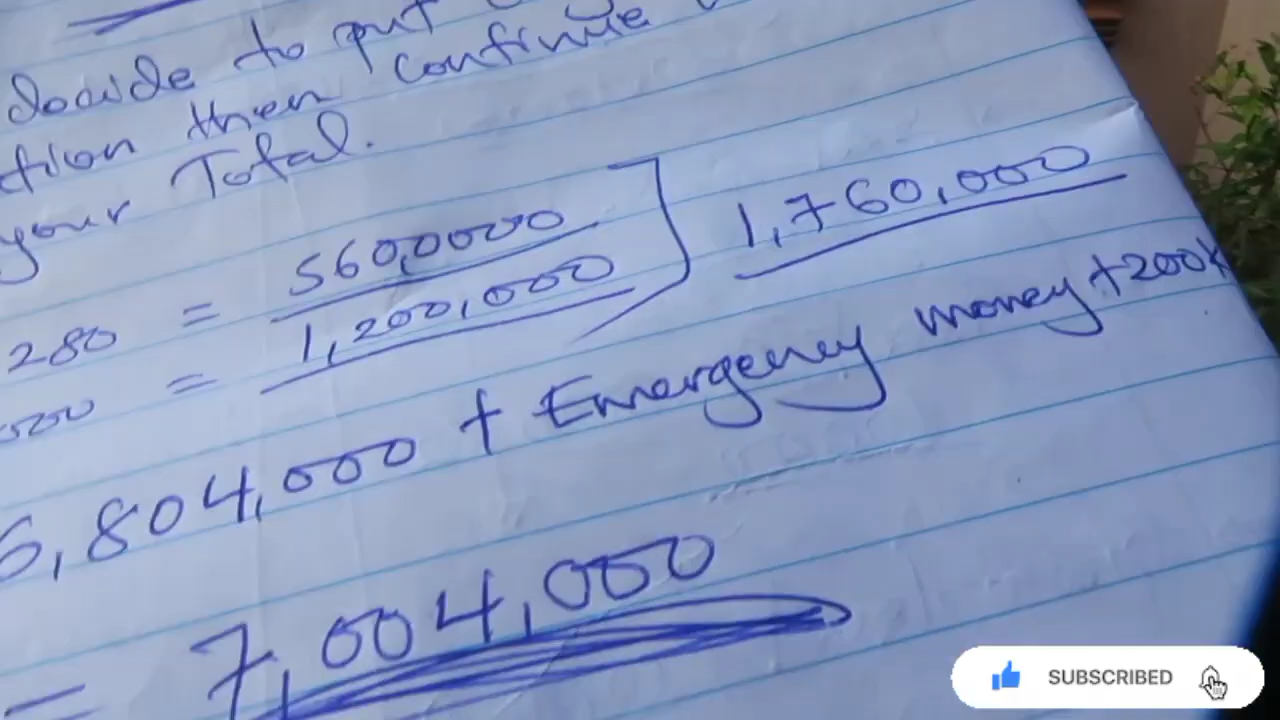 decide to put
ction then continue
your Total.
280 = 560,0000
= 1,200,000
1,760,000
6,804,000 + Emergency money +200k
= 7,004,000
SUBSCRIBED